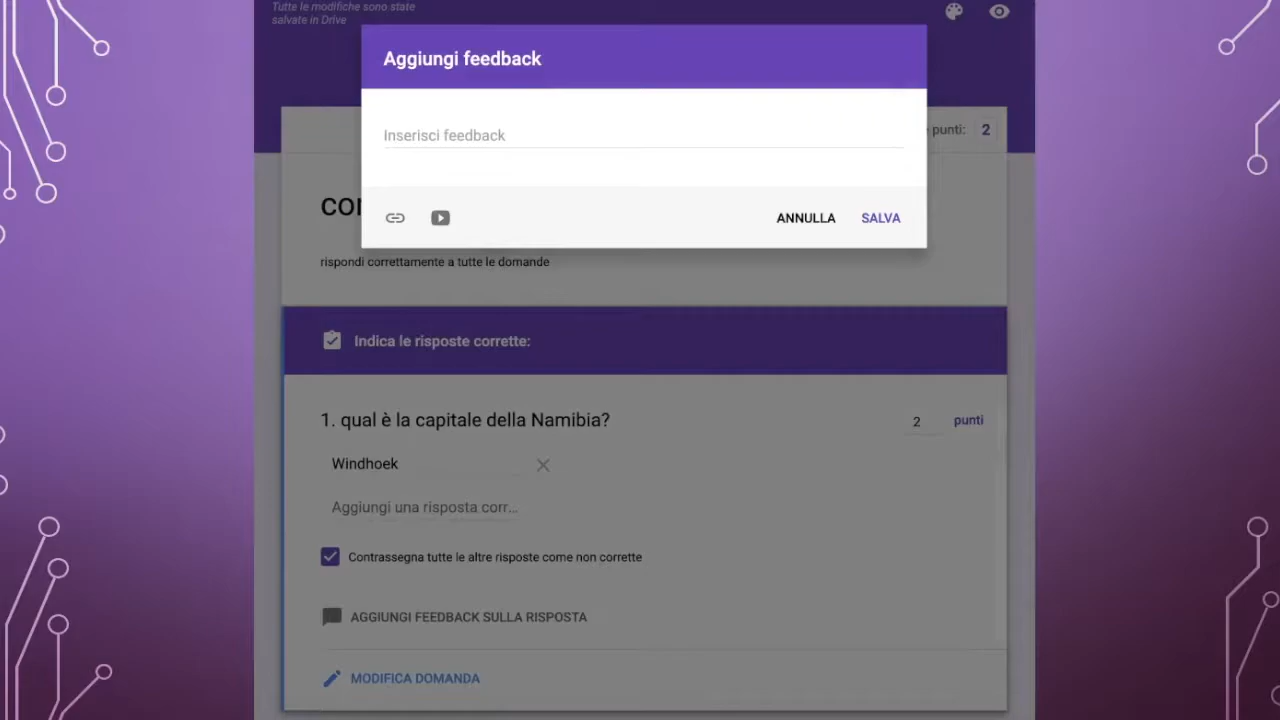 Tutte le modifiche sono state
salvate in Drive
Aggiungi feedback
Inserisci feedback
punti: 2
ANNULLA SALVA
rispondi correttamente a tutte le domande
Indica le risposte corrette:
1. qual è la capitale della Namibia? 2 punti
Windhoek
Aggiungi una risposta corr...
Contrassegna tutte le altre risposte come non corrette
AGGIUNGI FEEDBACK SULLA RISPOSTA
MODIFICA DOMANDA